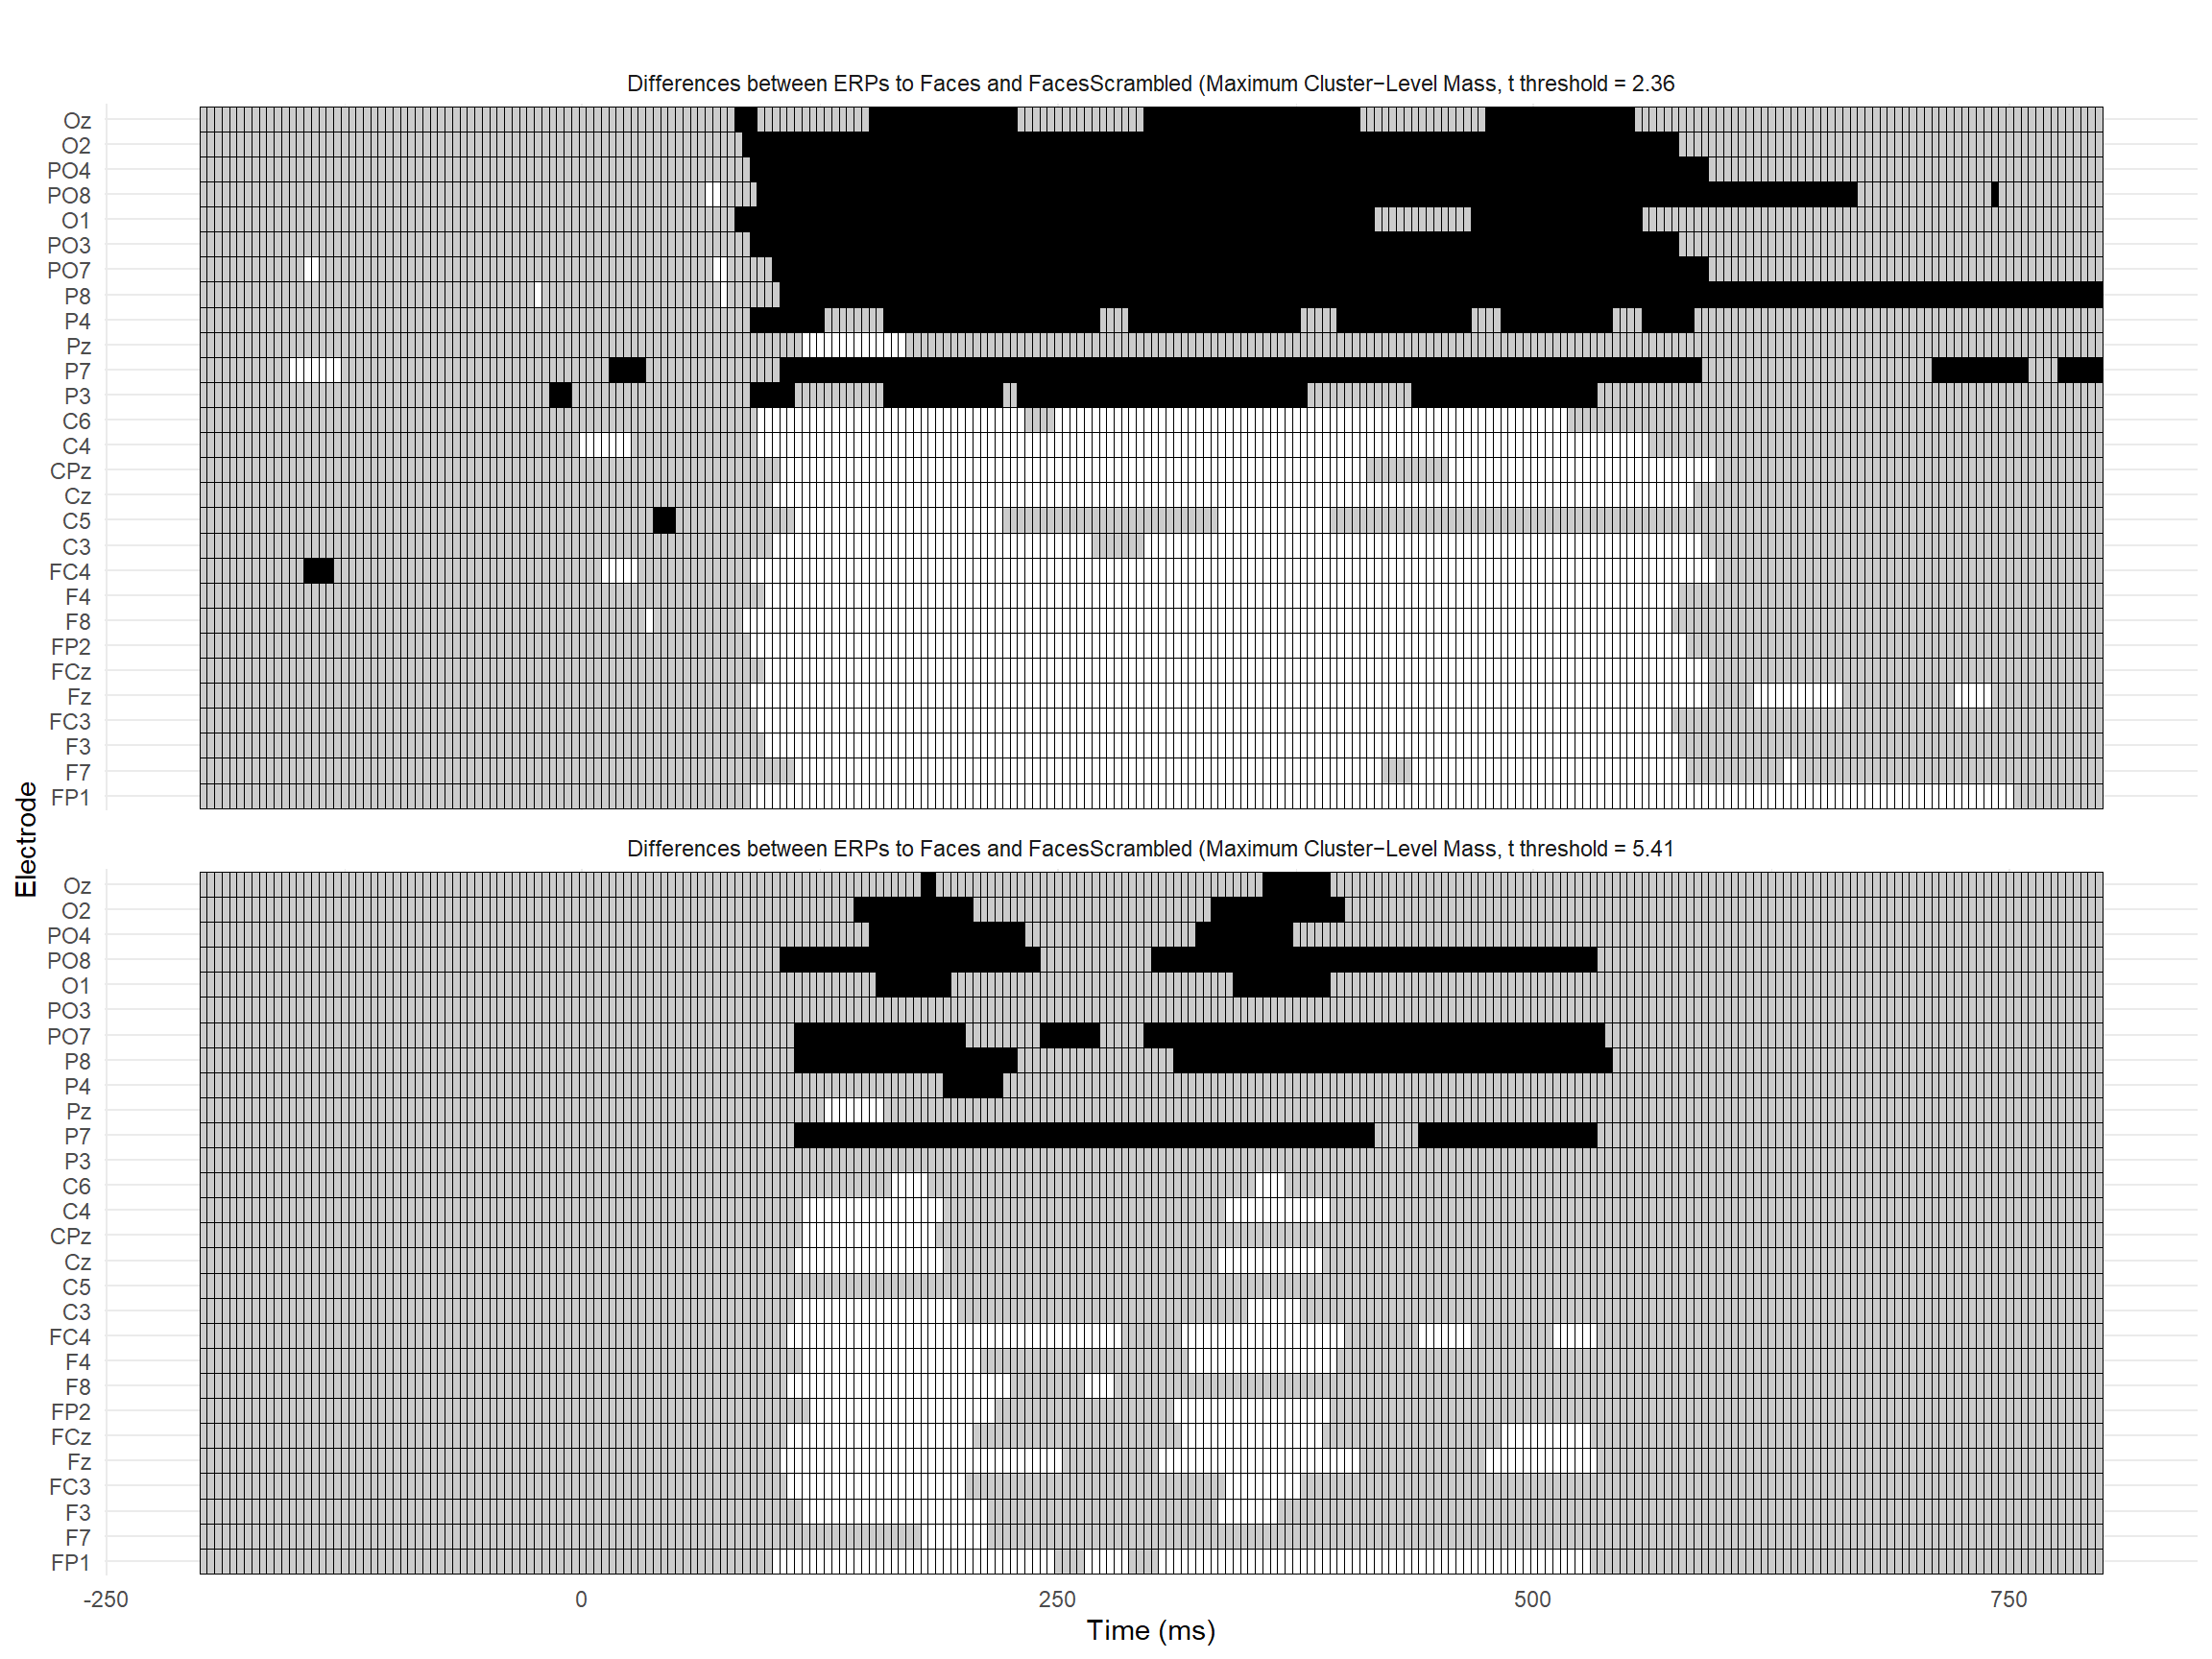 Differences between ERPs to Faces and FacesScrambled (Maximum Cluster−Level Mass, t threshold = 2.36
Oz
O2
PO4
PO8
O1
PO3
PO7
P8
P4
Pz
P7
P3
C6
C4
CPz
Cz
C5
C3
FC4
F4
F8
FP2
FCz
Fz
FC3
F3
F7
FP1
Electrode
Differences between ERPs to Faces and FacesScrambled (Maximum Cluster−Level Mass, t threshold = 5.41
Oz
O2
PO4
PO8
O1
PO3
PO7
P8
P4
Pz
P7
P3
C6
C4
CPz
Cz
C5
C3
FC4
F4
F8
FP2
FCz
Fz
FC3
F3
F7
FP1
-250 0 250 500 750
Time (ms)